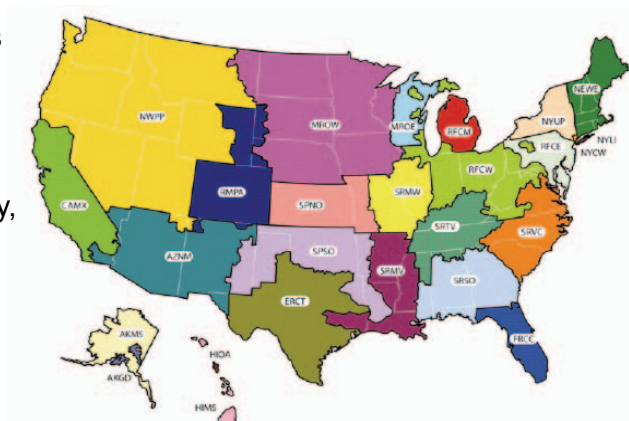 s
y,
NWPP
MROW
MROE
RFCM
NEWE
NYUP
NYLI
NYCW
RFCE
RFCW
CAMX
RMPA
SPNO
SRMW
SRTV
SRVC
AZNM
SPSO
SRMV
SRSO
ERCT
FRCC
AKMS
AKGD
HIOA
HIMS